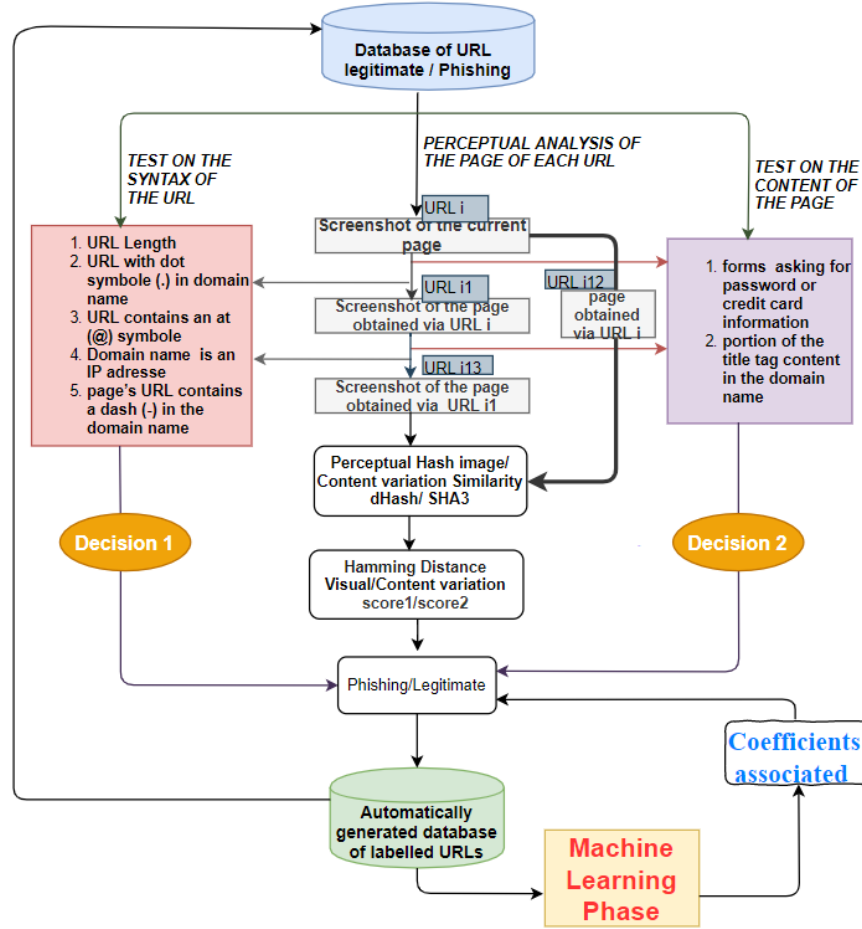 Database of URL
legitimate / Phishing
TEST ON THE
SYNTAX OF
THE URL
PERCEPTUAL ANALYSIS OF
THE PAGE OF EACH URL
TEST ON THE
CONTENT OF
THE PAGE
URL i
Screenshot of the current
page
1. URL Length
2. URL with dot
symbole (.) in domain
name
3. URL contains an at
(@) symbole
4. Domain name is an
IP adresse
5. page's URL contains
a dash (-) in the
domain name
URL i1
Screenshot of the page
obtained via URL i
URL i12
page
obtained via URL i
1. forms asking for
password or
credit card
information
2. portion of the
title tag content
in the domain
name
URL i13
Screenshot of the page
obtained via URL i1
Perceptual Hash image/
Content variation Similarity
dHash/ SHA3
Decision 1
Decision 2
Hamming Distance
Visual/Content variation
score1/score2
Phishing/Legitimate
Coefficients
associated
Automatically
generated database
of labelled URLs
Machine
Learning
Phase